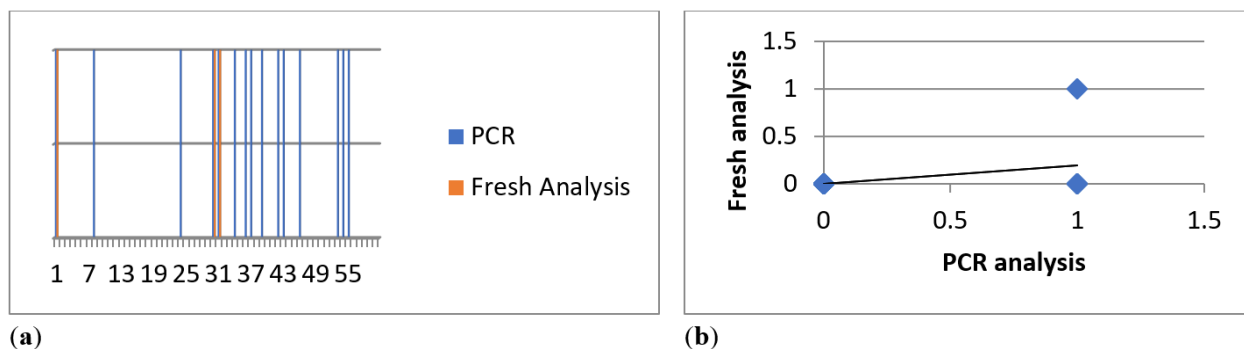 1 7 13 19 25 31 37 43 49 55
PCR
Fresh Analysis
(a)
Fresh analysis
1.5
1
0.5
0
0 0.5 1 1.5
PCR analysis
(b)